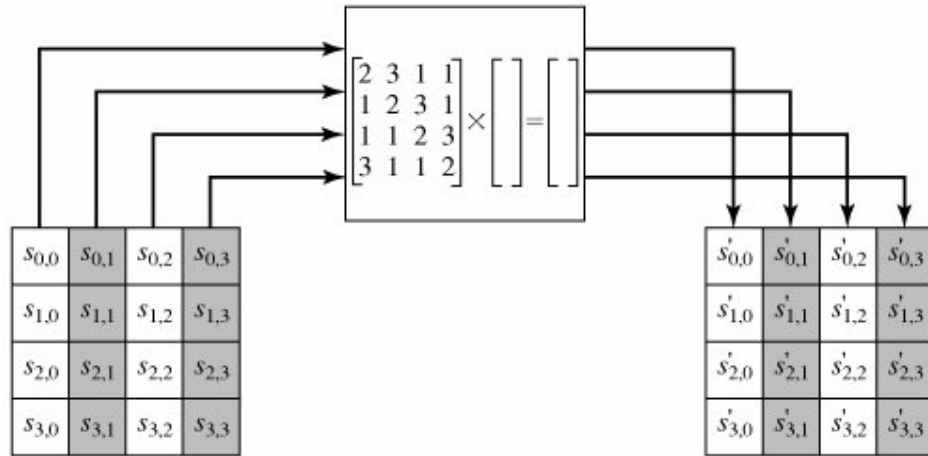 2 3 1 1
1 2 3 1
1 1 2 3
3 1 1 2
× =
s0,0 s0,1 s0,2 s0,3
s1,0 s1,1 s1,2 s1,3
s2,0 s2,1 s2,2 s2,3
s3,0 s3,1 s3,2 s3,3
s'0,0 s'0,1 s'0,2 s'0,3
s'1,0 s'1,1 s'1,2 s'1,3
s'2,0 s'2,1 s'2,2 s'2,3
s'3,0 s'3,1 s'3,2 s'3,3